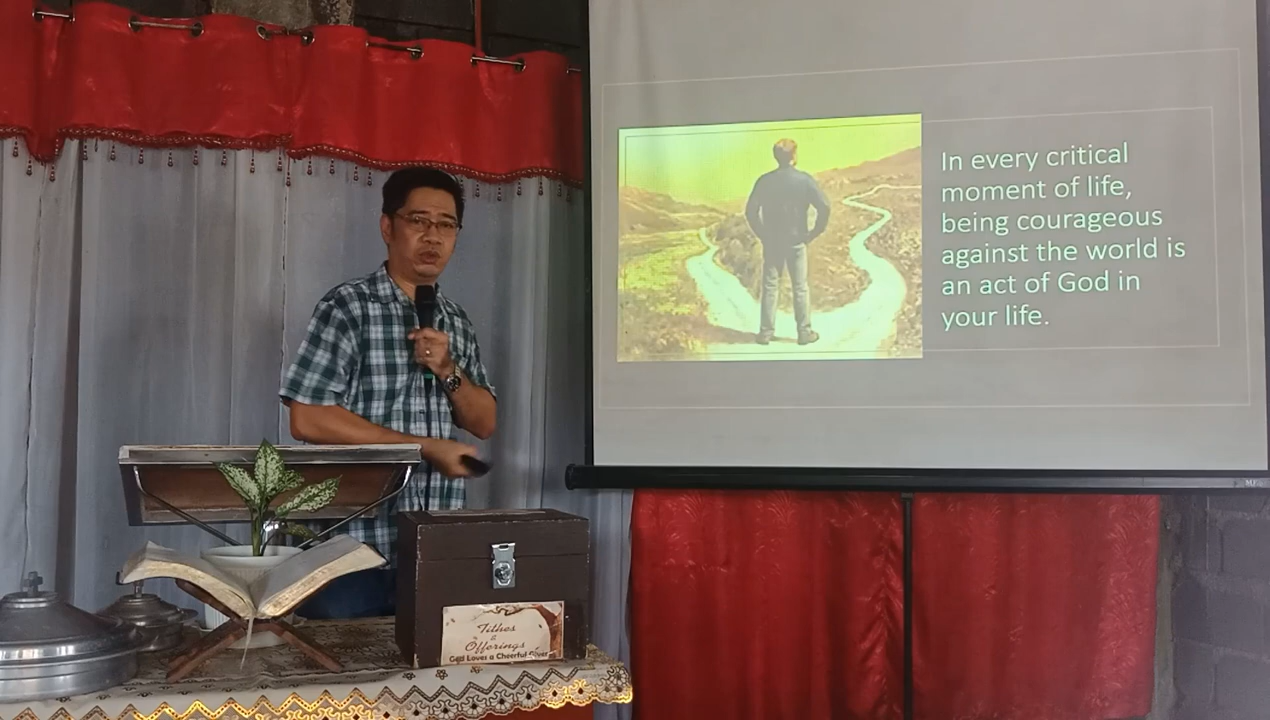 In every critical
moment of life,
being courageous
against the world is
an act of God in
your life.
Tithes
&
Offerings
God Loves a Cheerful Giver